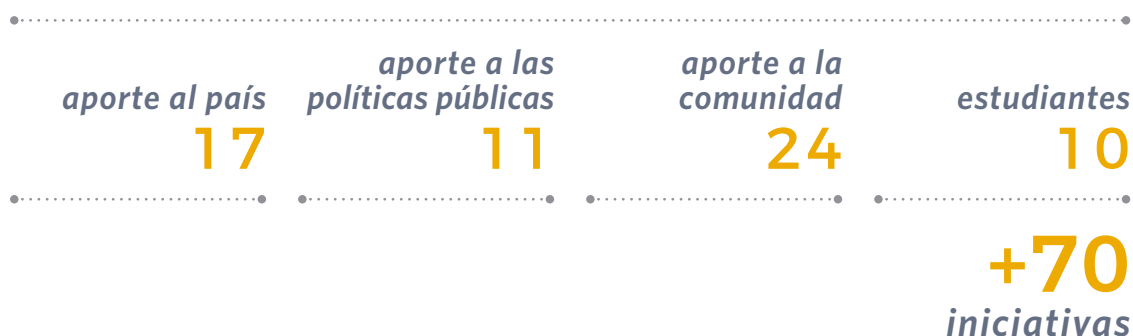 aporte al país
17
aporte a las
políticas públicas
11
aporte a la
comunidad
24
estudiantes
10
+70
iniciativas